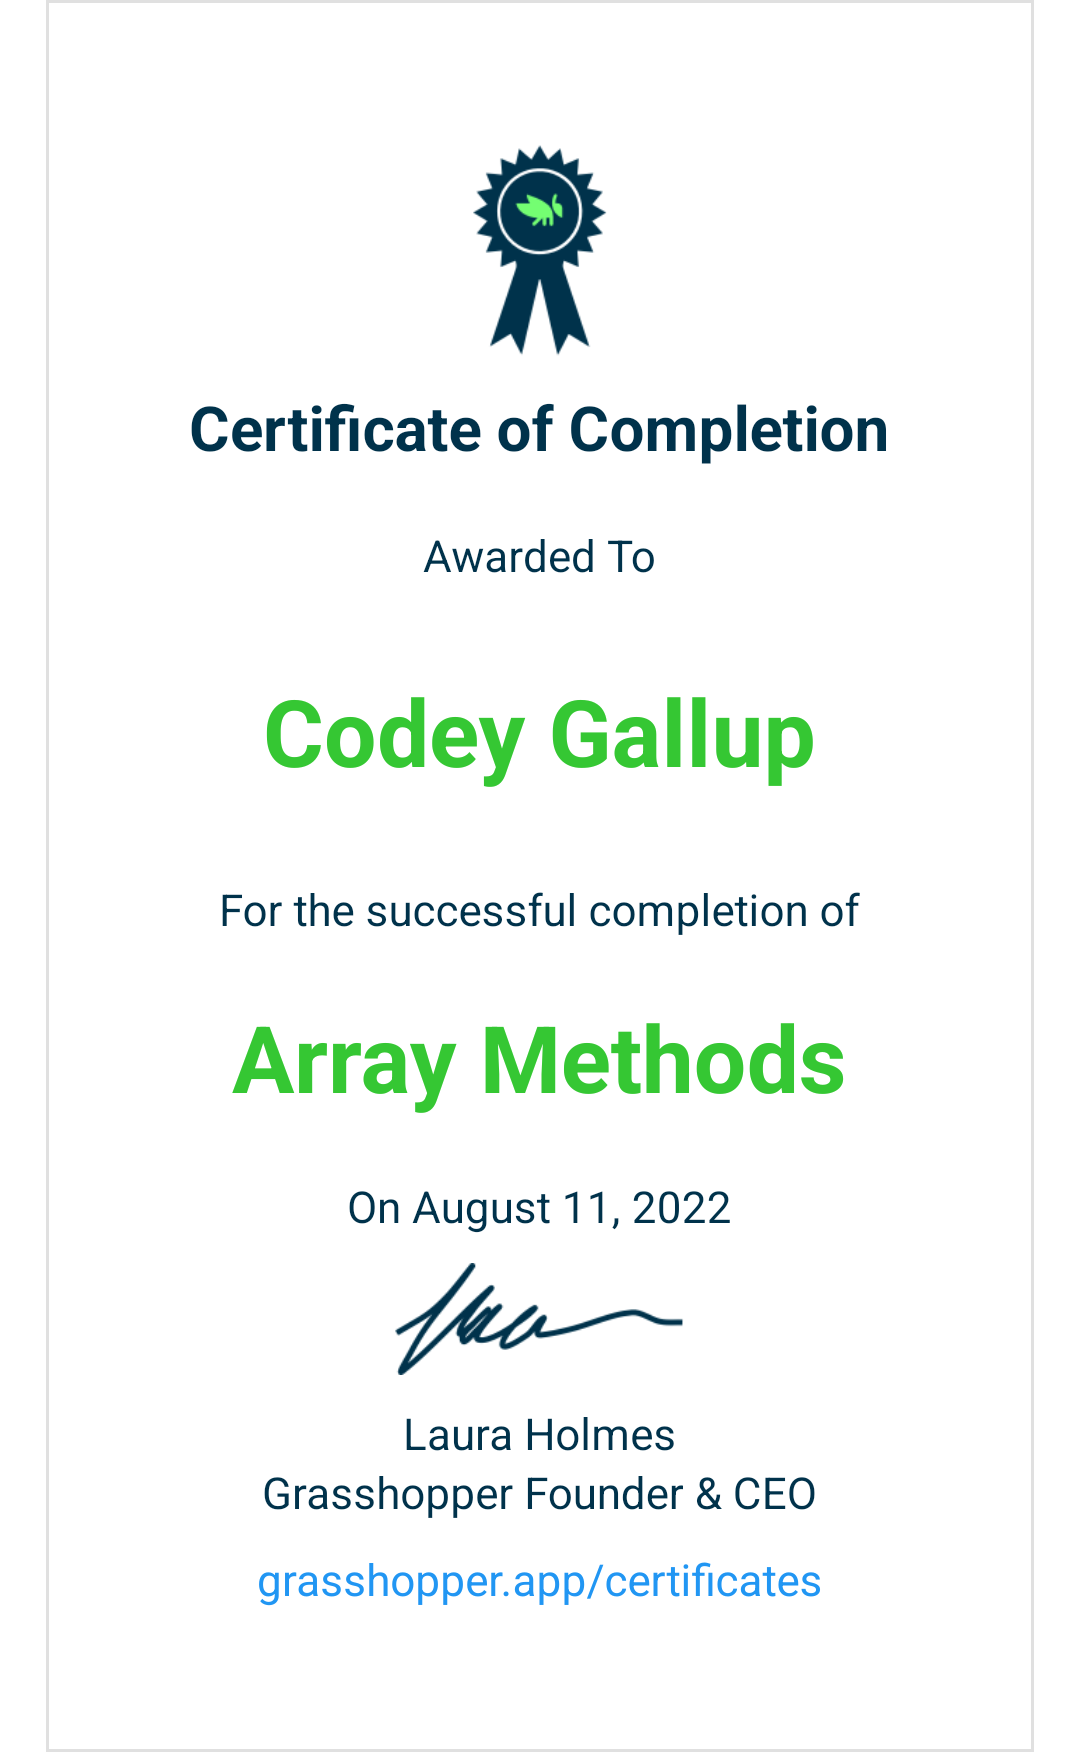 Certificate of Completion
Awarded To
Codey Gallup
For the successful completion of
Array Methods
On August 11, 2022
Laura Holmes
Grasshopper Founder & CEO
grasshopper.app/certificates